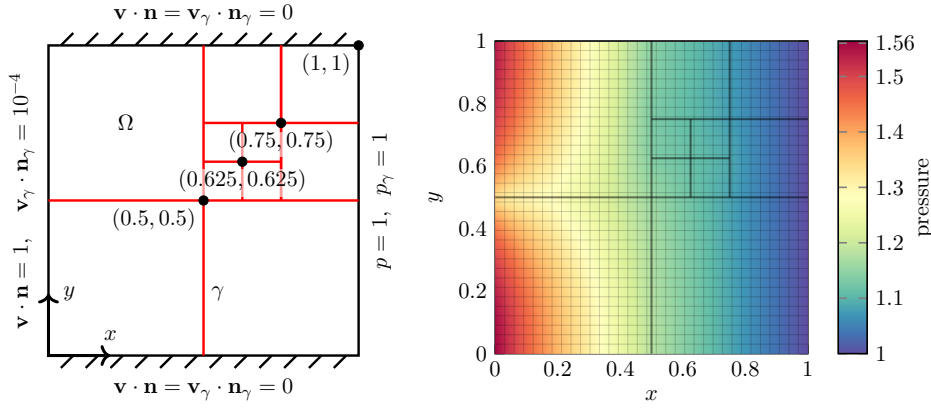 𝐯 · 𝐧 = 𝐯_γ · 𝐧_γ = 0
(1, 1)
Ω
(0.75, 0.75)
(0.625, 0.625)
(0.5, 0.5)
γ
y
x
𝐯 · 𝐧 = 1, 𝐯_γ · 𝐧_γ = 10⁻⁴
p = 1, p_γ = 1
𝐯 · 𝐧 = 𝐯_γ · 𝐧_γ = 0
1
0.8
0.6
0.4
0.2
0
y
0 0.2 0.4 0.6 0.8 1
x
1.56
1.5
1.4
1.3
1.2
1.1
1
pressure